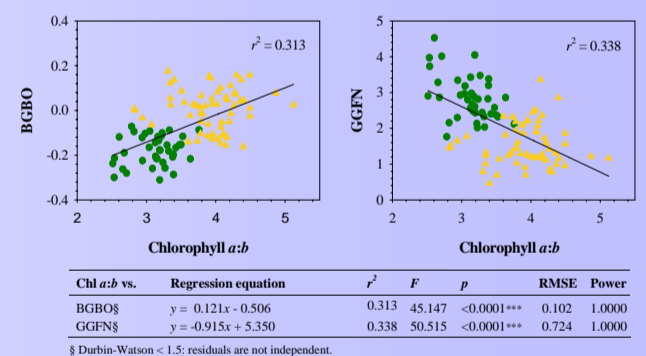 0.4
0.2
0.0
-0.2
-0.4
BGBO
r² = 0.313
2 3 4 5
Chlorophyll a:b
5
4
3
2
1
0
GGFN
r² = 0.338
2 3 4 5
Chlorophyll a:b
Chl a:b vs. Regression equation r² F p RMSE Power
BGBO§ y = 0.121x - 0.506 0.313 45.147 <0.0001*** 0.102 1.0000
GGFN§ y = -0.915x + 5.350 0.338 50.515 <0.0001*** 0.724 1.0000
§ Durbin-Watson < 1.5: residuals are not independent.